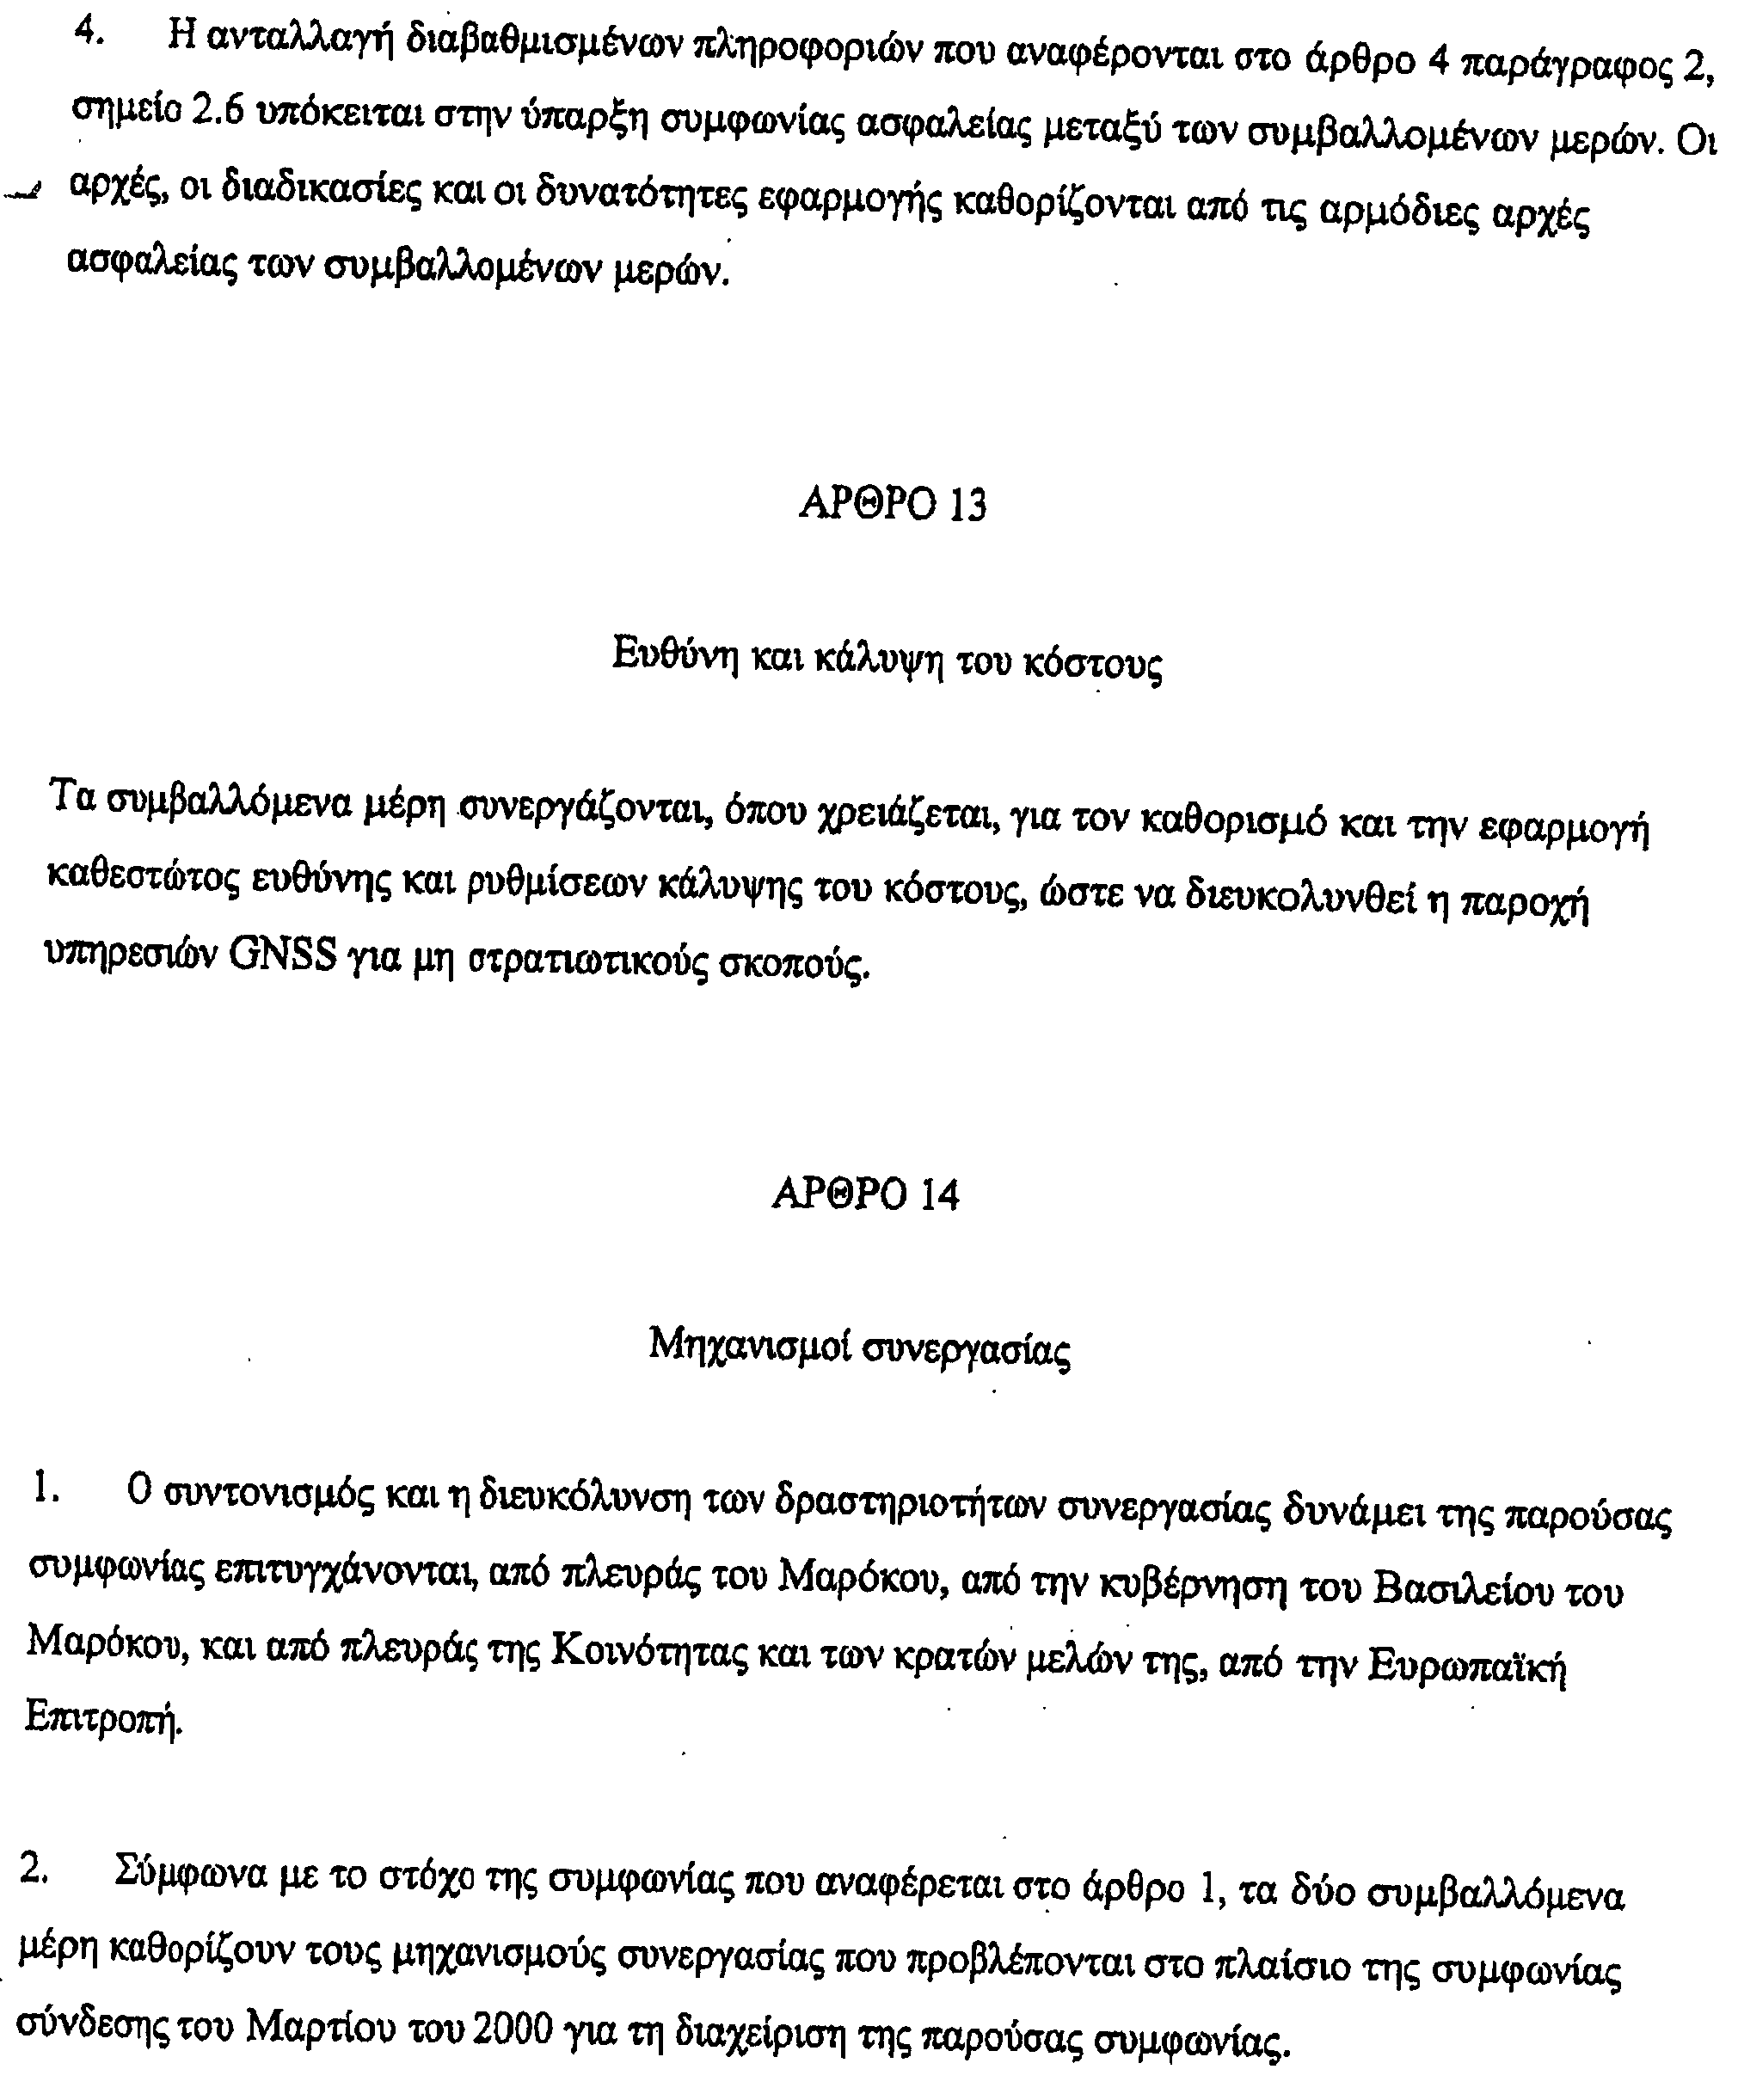 4. Η ανταλλαγή διαβαθμισμένων πληροφοριών που αναφέρονται στο άρθρο 4 παράγραφος 2,
σημείο 2.6 υπόκειται στην ύπαρξη συμφωνίας ασφαλείας μεταξύ των συμβαλλομένων μερών. Οι
αρχές, οι διαδικασίες και οι δυνατότητες εφαρμογής καθορίζονται από τις αρμόδιες αρχές
ασφαλείας των συμβαλλομένων μερών.
ΑΡΘΡΟ 13
Ευθύνη και κάλυψη του κόστους
Τα συμβαλλόμενα μέρη συνεργάζονται, όπου χρειάζεται, για τον καθορισμό και την εφαρμογή
καθεστώτος ευθύνης και ρυθμίσεων κάλυψης του κόστους, ώστε να διευκολυνθεί η παροχή
υπηρεσιών GNSS για μη στρατιωτικούς σκοπούς.
ΑΡΘΡΟ 14
Μηχανισμοί συνεργασίας
1. Ο συντονισμός και η διευκόλυνση των δραστηριοτήτων συνεργασίας δυνάμει της παρούσας
συμφωνίας επιτυγχάνονται, από πλευράς του Μαρόκου, από την κυβέρνηση του Βασιλείου του
Μαρόκου, και από πλευράς της Κοινότητας και των κρατών μελών της, από την Ευρωπαϊκή
Επιτροπή.
2. Σύμφωνα με το στόχο της συμφωνίας που αναφέρεται στο άρθρο 1, τα δύο συμβαλλόμενα
μέρη καθορίζουν τους μηχανισμούς συνεργασίας που προβλέπονται στο πλαίσιο της συμφωνίας
σύνδεσης του Μαρτίου του 2000 για τη διαχείριση της παρούσας συμφωνίας.